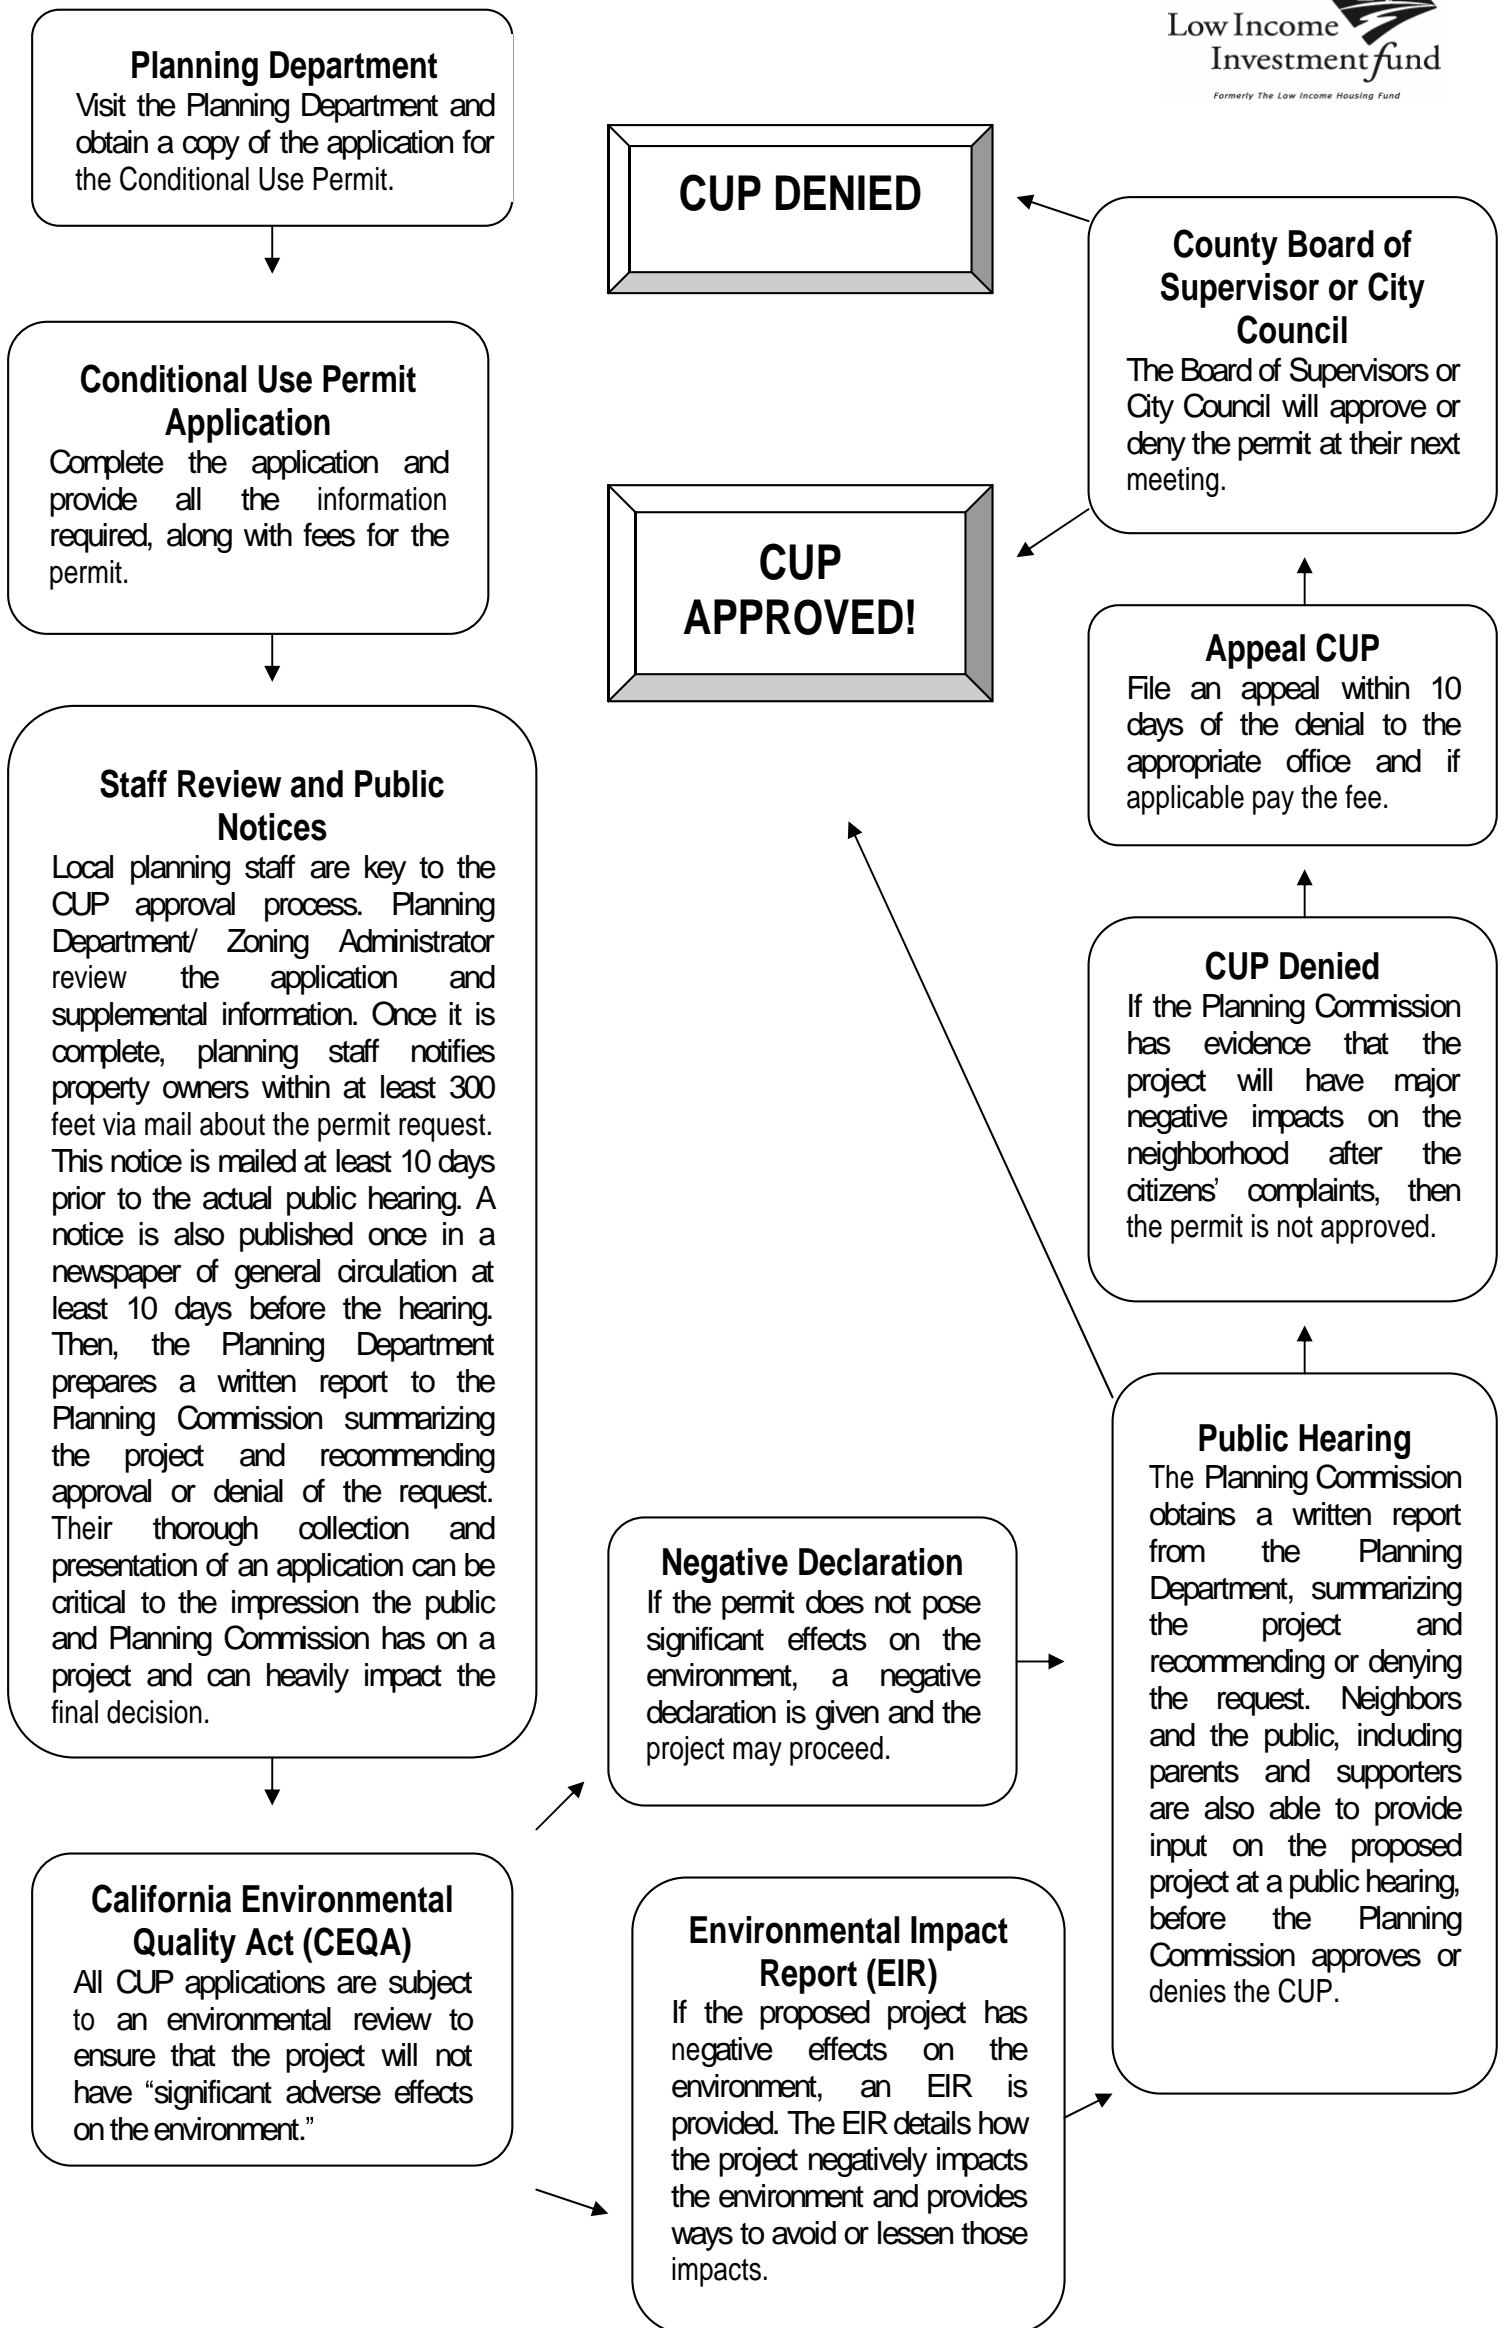 Low Income
Investment fund
Formerly The Low Income Housing Fund
Planning Department
Visit the Planning Department and
obtain a copy of the application for
the Conditional Use Permit.
Conditional Use Permit
Application
Complete the application and
provide all the information
required, along with fees for the
permit.
Staff Review and Public
Notices
Local planning staff are key to the
CUP approval process. Planning
Department/ Zoning Administrator
review the application and
supplemental information. Once it is
complete, planning staff notifies
property owners within at least 300
feet via mail about the permit request.
This notice is mailed at least 10 days
prior to the actual public hearing. A
notice is also published once in a
newspaper of general circulation at
least 10 days before the hearing.
Then, the Planning Department
prepares a written report to the
Planning Commission summarizing
the project and recommending
approval or denial of the request.
Their thorough collection and
presentation of an application can be
critical to the impression the public
and Planning Commission has on a
project and can heavily impact the
final decision.
California Environmental
Quality Act (CEQA)
All CUP applications are subject
to an environmental review to
ensure that the project will not
have “significant adverse effects
on the environment.”
Negative Declaration
If the permit does not pose
significant effects on the
environment, a negative
declaration is given and the
project may proceed.
Environmental Impact
Report (EIR)
If the proposed project has
negative effects on the
environment, an EIR is
provided. The EIR details how
the project negatively impacts
the environment and provides
ways to avoid or lessen those
impacts.
Public Hearing
The Planning Commission
obtains a written report
from the Planning
Department, summarizing
the project and
recommending or denying
the request. Neighbors
and the public, including
parents and supporters
are also able to provide
input on the proposed
project at a public hearing,
before the Planning
Commission approves or
denies the CUP.
CUP Denied
If the Planning Commission
has evidence that the
project will have major
negative impacts on the
neighborhood after the
citizens’ complaints, then
the permit is not approved.
Appeal CUP
File an appeal within 10
days of the denial to the
appropriate office and if
applicable pay the fee.
County Board of
Supervisor or City
Council
The Board of Supervisors or
City Council will approve or
deny the permit at their next
meeting.
CUP DENIED
CUP
APPROVED!